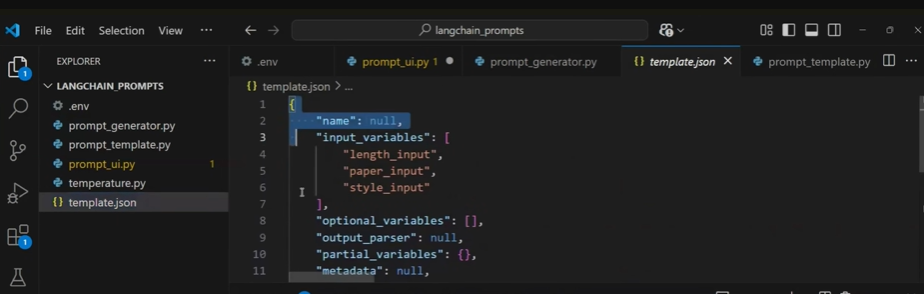 File Edit Selection View ··· langchain_prompts
EXPLORER ···
LANGCHAIN_PROMPTS
.env
prompt_generator.py
prompt_template.py
prompt_ui.py 1
temperature.py
{} template.json
1
1
.env prompt_ui.py 1 prompt_generator.py {} template.json prompt_template.py
{} template.json > ...
1 {
2 "name": null,
3 "input_variables": [
4 "length_input",
5 "paper_input",
6 "style_input"
7 ],
8 "optional_variables": [],
9 "output_parser": null,
10 "partial_variables": {},
11 "metadata": null,